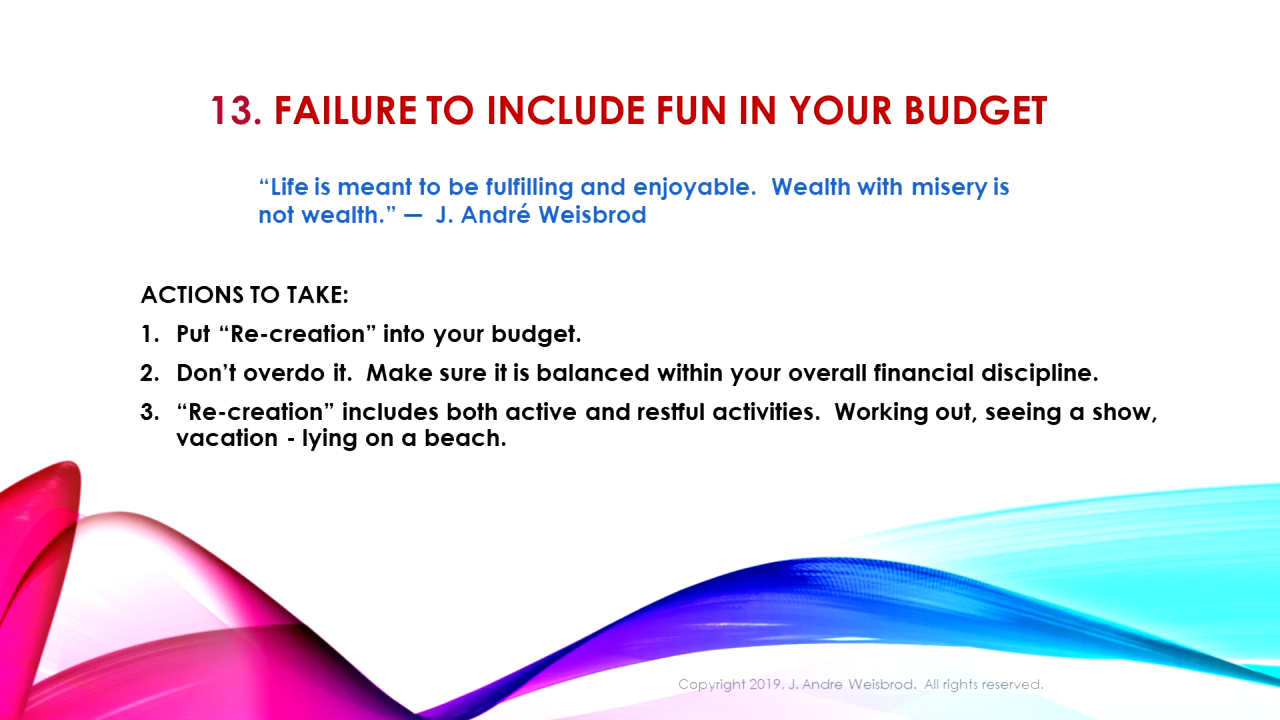 13. FAILURE TO INCLUDE FUN IN YOUR BUDGET
“Life is meant to be fulfilling and enjoyable.  Wealth with misery is
not wealth.” —  J. André Weisbrod
ACTIONS TO TAKE:
1. Put “Re-creation” into your budget.
2. Don’t overdo it.  Make sure it is balanced within your overall financial discipline.
3. “Re-creation” includes both active and restful activities.  Working out, seeing a show,
vacation - lying on a beach.
Copyright 2019, J. Andre Weisbrod.  All rights reserved.